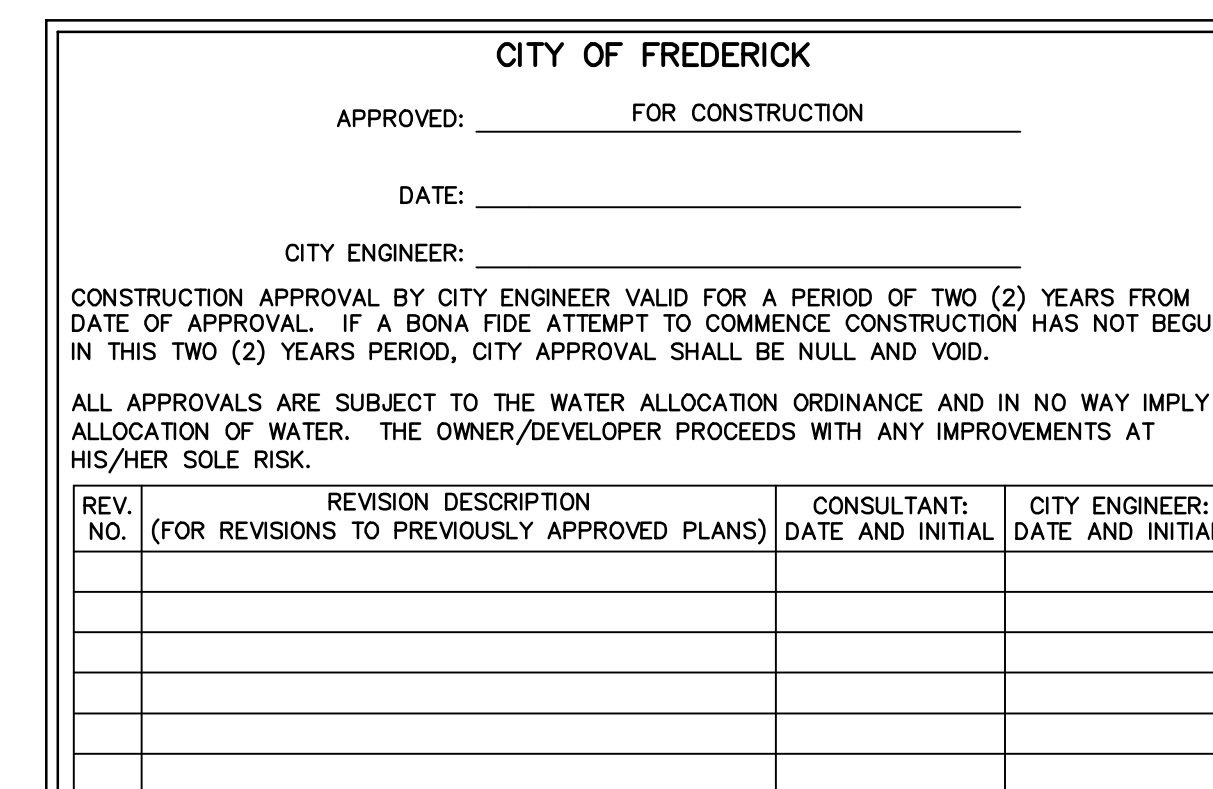 CITY OF FREDERICK
APPROVED: FOR CONSTRUCTION
DATE:
CITY ENGINEER:
CONSTRUCTION APPROVAL BY CITY ENGINEER VALID FOR A PERIOD OF TWO (2) YEARS FROM
DATE OF APPROVAL. IF A BONA FIDE ATTEMPT TO COMMENCE CONSTRUCTION HAS NOT BEGU
IN THIS TWO (2) YEARS PERIOD, CITY APPROVAL SHALL BE NULL AND VOID.
ALL APPROVALS ARE SUBJECT TO THE WATER ALLOCATION ORDINANCE AND IN NO WAY IMPLY
ALLOCATION OF WATER. THE OWNER/DEVELOPER PROCEEDS WITH ANY IMPROVEMENTS AT
HIS/HER SOLE RISK.
REV.
NO.
REVISION DESCRIPTION
(FOR REVISIONS TO PREVIOUSLY APPROVED PLANS)
CONSULTANT:
DATE AND INITIAL
CITY ENGINEER:
DATE AND INITIAL